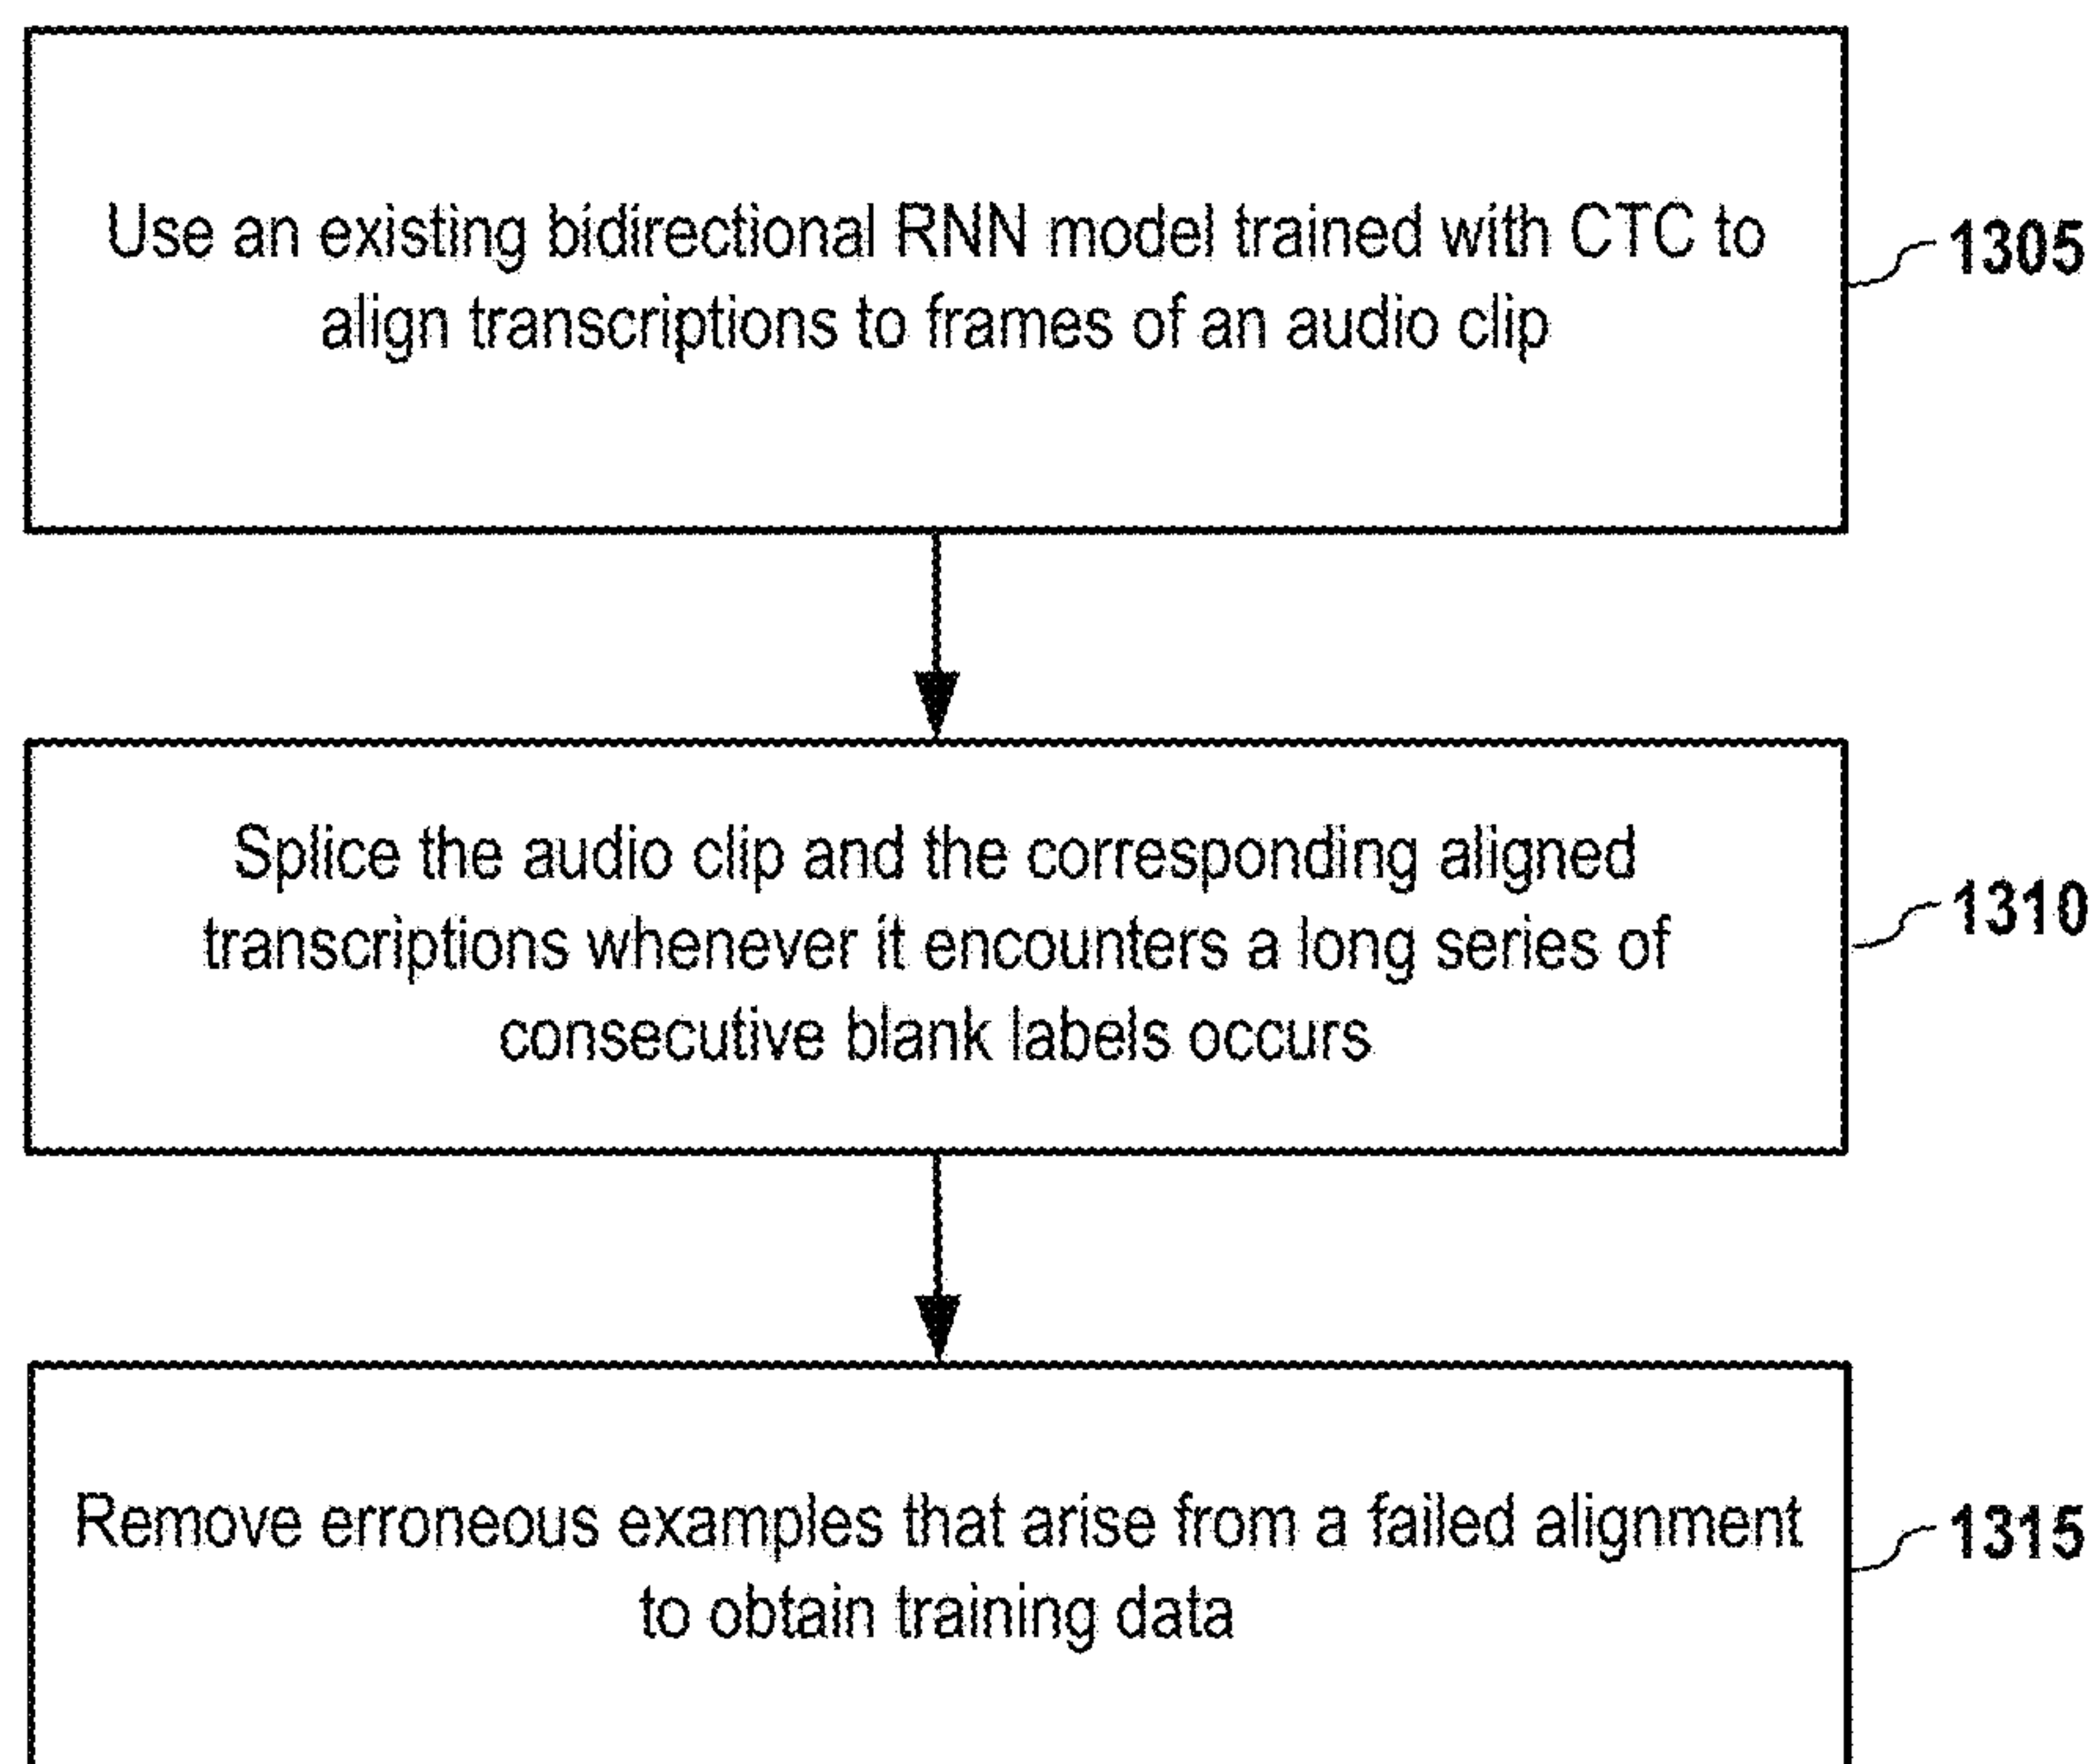 Use an existing bidirectional RNN model trained with CTC to
align transcriptions to frames of an audio clip
1305
Splice the audio clip and the corresponding aligned
transcriptions whenever it encounters a long series of
consecutive blank labels occurs
1310
Remove erroneous examples that arise from a failed alignment
to obtain training data
1315